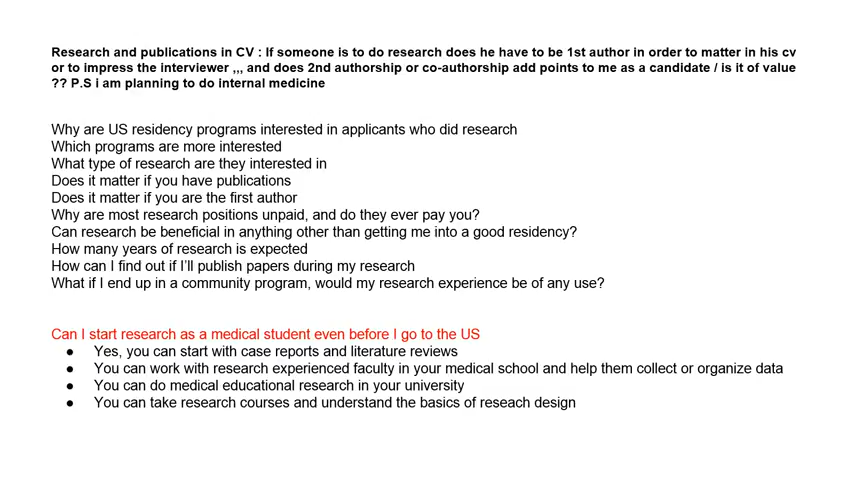 Research and publications in CV : If someone is to do research does he have to be 1st author in order to matter in his cv
or to impress the interviewer ,,, and does 2nd authorship or co-authorship add points to me as a candidate / is it of value
?? P.S i am planning to do internal medicine
Why are US residency programs interested in applicants who did research
Which programs are more interested
What type of research are they interested in
Does it matter if you have publications
Does it matter if you are the first author
Why are most research positions unpaid, and do they ever pay you?
Can research be beneficial in anything other than getting me into a good residency?
How many years of research is expected
How can I find out if I'll publish papers during my research
What if I end up in a community program, would my research experience be of any use?
Can I start research as a medical student even before I go to the US
● Yes, you can start with case reports and literature reviews
● You can work with research experienced faculty in your medical school and help them collect or organize data
● You can do medical educational research in your university
● You can take research courses and understand the basics of reseach design